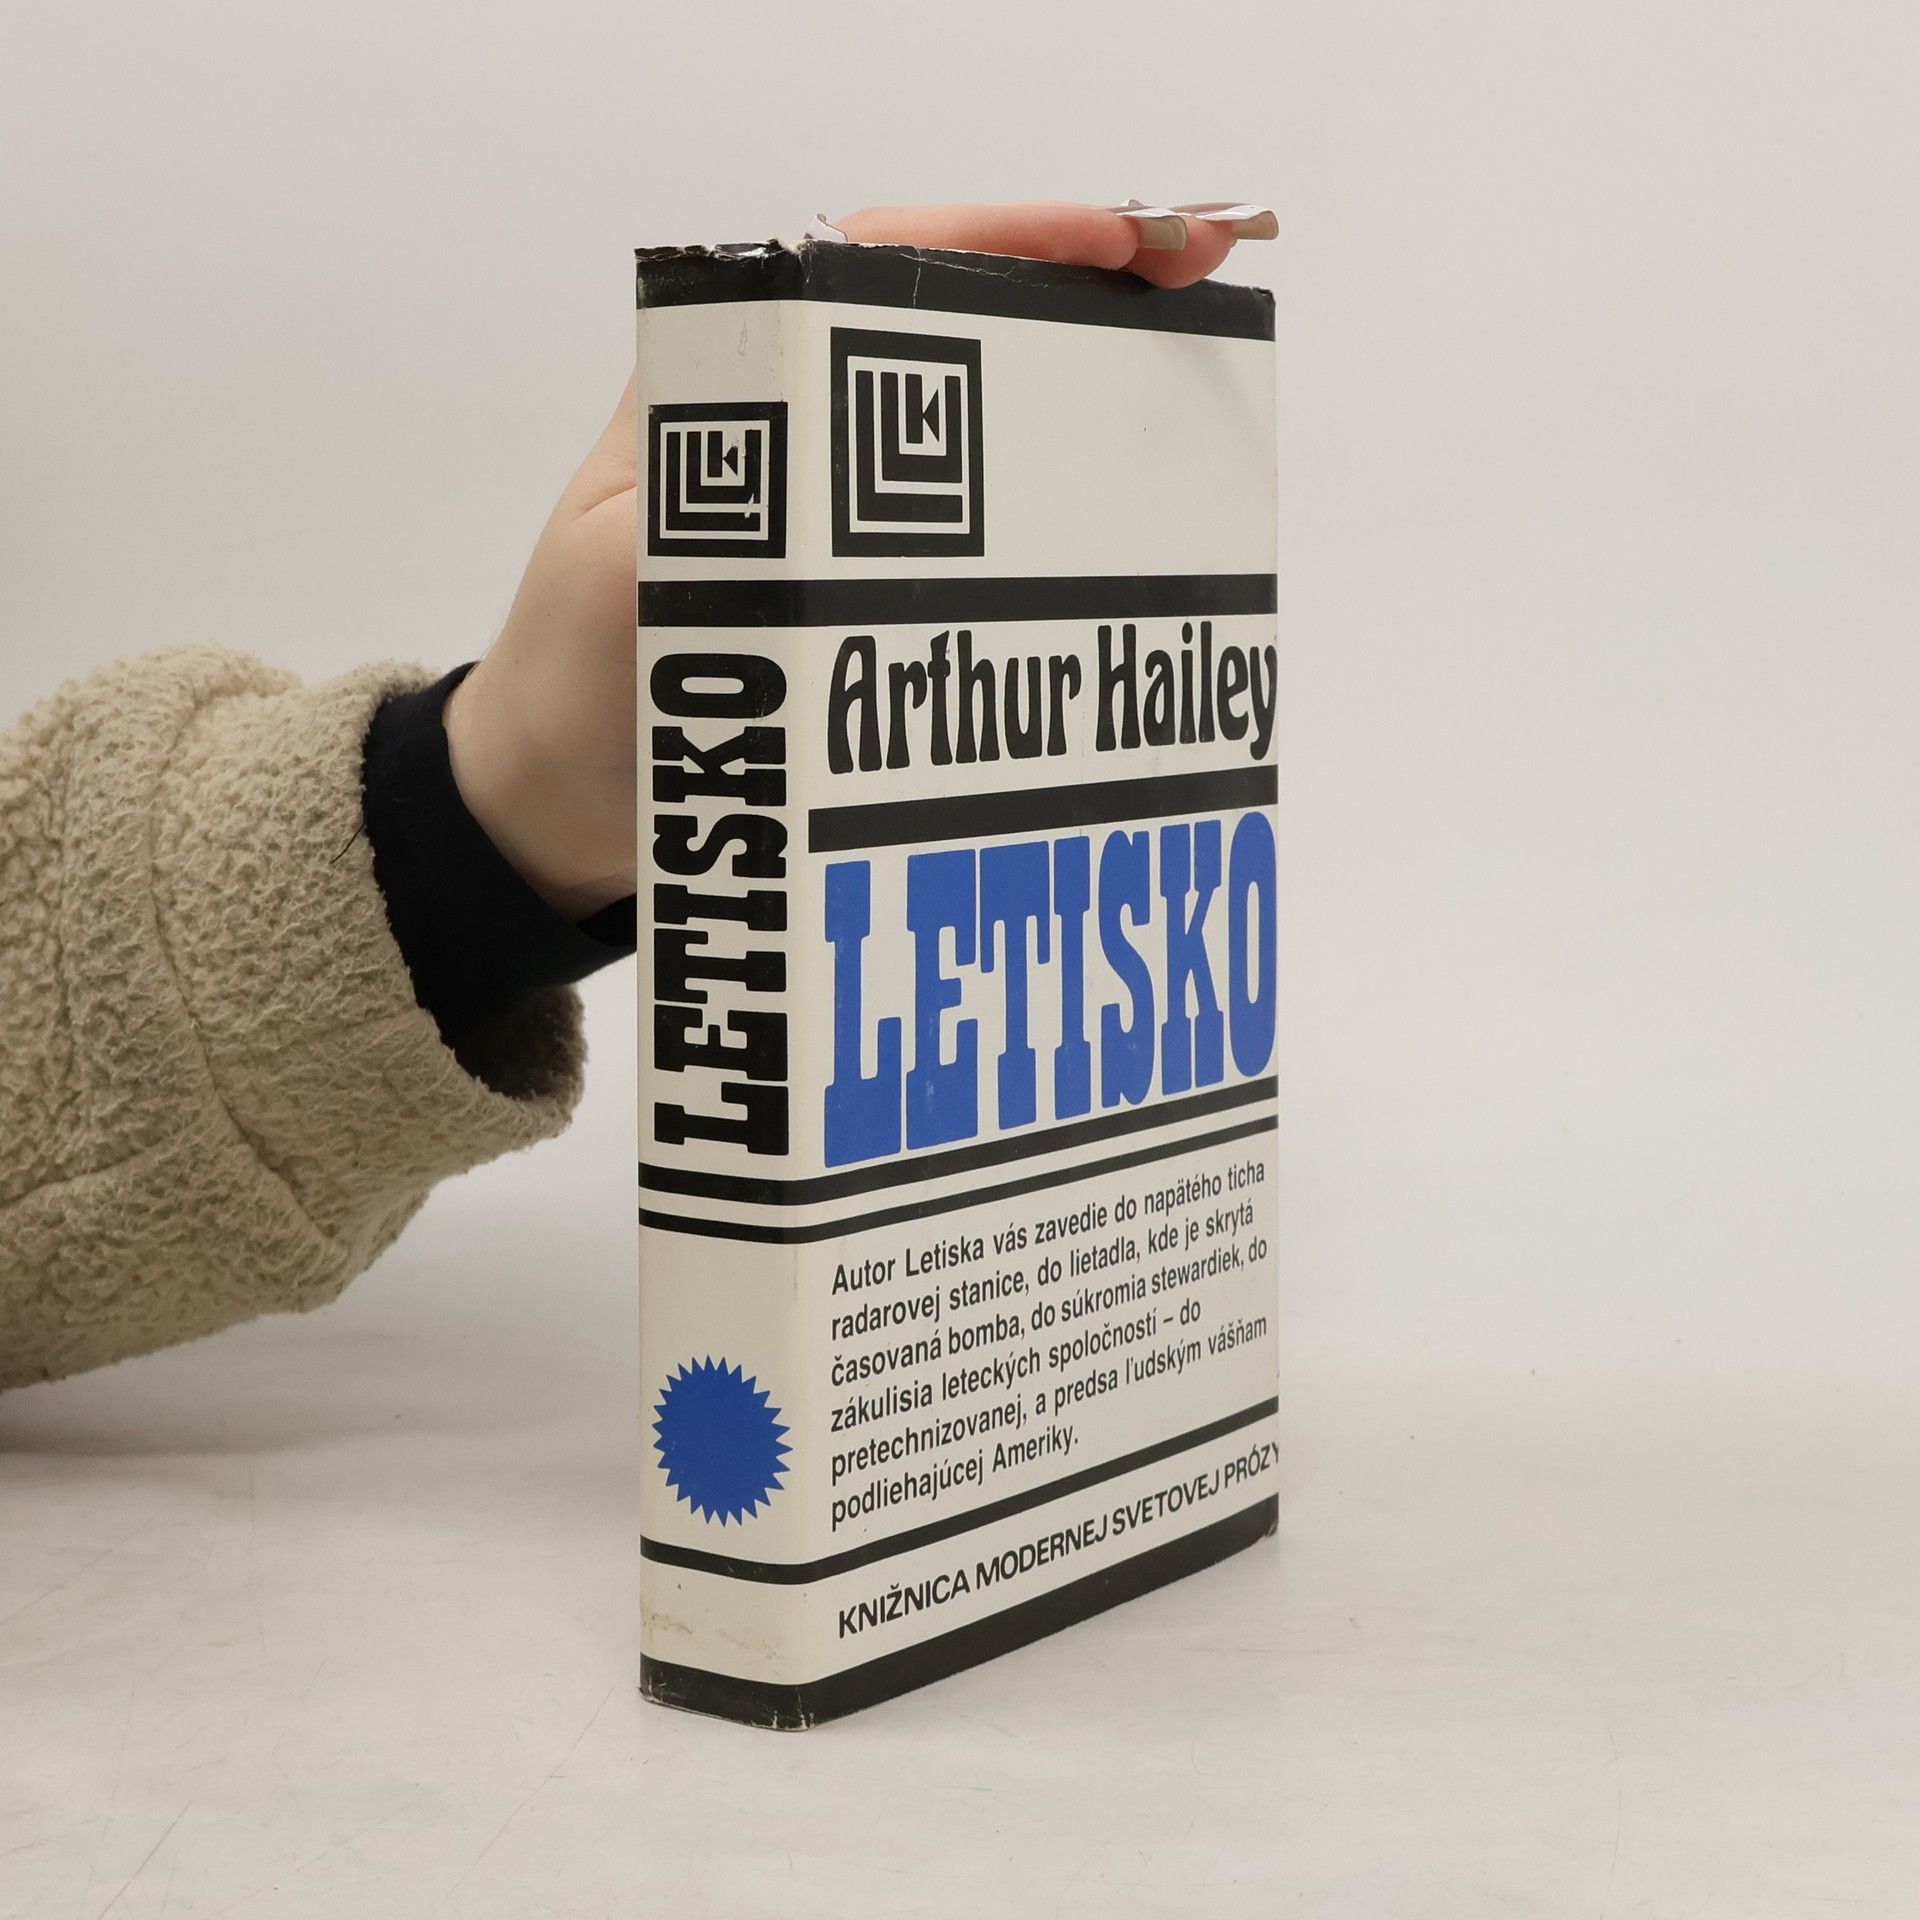 LETISKO
Arthur Hailey
LETISKO
Autor Letiska vás zavedie do napätého ticha
radarovej stanice, do lietadla, kde je skrytá
časovaná bomba, do súkromia stewardiek, do
zákulisia leteckých spoločností – do
pretechnizovanej, a predsa ľudským vášňam
podliehajúcej Ameriky.
KNIŽNICA MODERNEJ SVETOVEJ PRÓZY